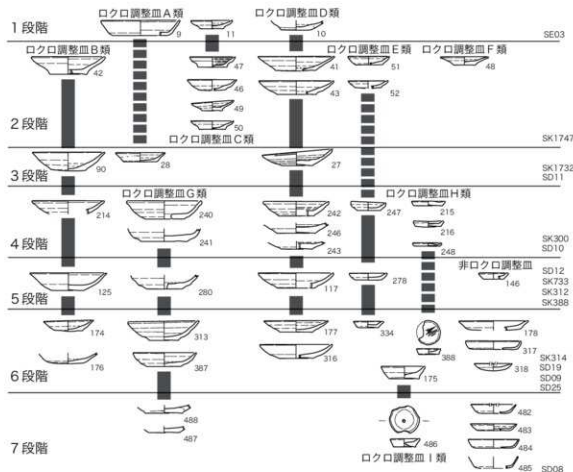 ロクロ調整皿A類 ロクロ調整皿D類
1段階 9 11 10 SE03
ロクロ調整皿B類 ロクロ調整皿E類 ロクロ調整皿F類
42 47 41 51 48
46 43 52
49
2段階 50
ロクロ調整皿C類 SK1747
90 28 27 SK1732
3段階 SD11
ロクロ調整皿G類 ロクロ調整皿H類
214 240 242 247 215
241 246 216
4段階 243 248 SK300
SD10
非ロクロ調整皿 SD12
125 280 117 278 146 SK733
5段階 SK312
SK388
174 313 177 334 388 178
176 387 316 317
175 318 SK314
6段階 SD19
SD09
SD25
488 482
487 483
7段階 486 484
ロクロ調整皿I類 485 SD08